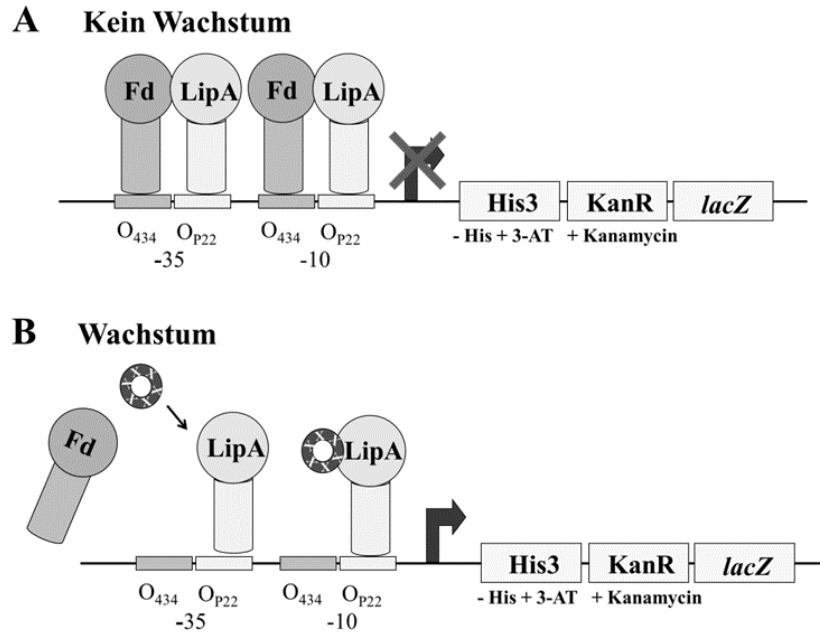 A Kein Wachstum
Fd LipA Fd LipA
His3 KanR lacZ
O434 OP22 O434 OP22
- His + 3-AT + Kanamycin
-35 -10
B Wachstum
Fd LipA LipA
His3 KanR lacZ
O434 OP22 O434 OP22
- His + 3-AT + Kanamycin
-35 -10